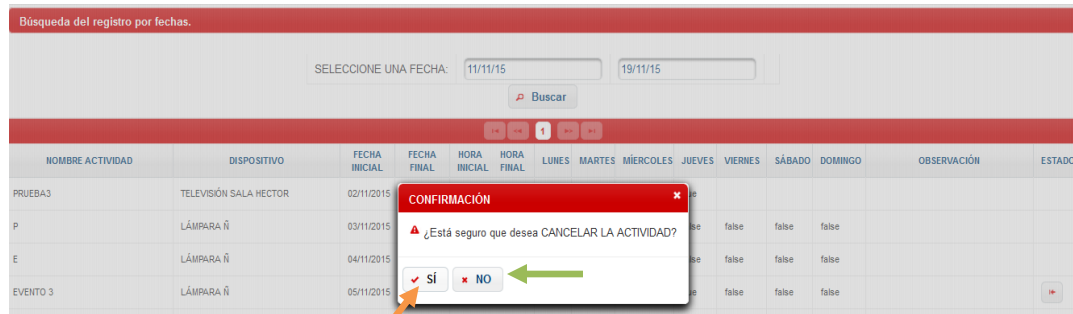 Búsqueda del registro por fechas.
SELECCIONE UNA FECHA: 11/11/15 19/11/15
Buscar
1
NOMBRE ACTIVIDAD DISPOSITIVO FECHA INICIAL FECHA FINAL HORA INICIAL HORA FINAL LUNES MARTES MÍERCOLES JUEVES VIERNES SÁBADO DOMINGO OBSERVACIÓN ESTADO
PRUEBA3 TELEVISIÓN SALA HECTOR 02/11/2015
CONFIRMACIÓN
P LÁMPARA Ñ 03/11/2015 false false false
¿Está seguro que desea CANCELAR LA ACTIVIDAD?
E LÁMPARA Ñ 04/11/2015 false false false
SÍ NO
EVENTO 3 LÁMPARA Ñ 05/11/2015 false false false